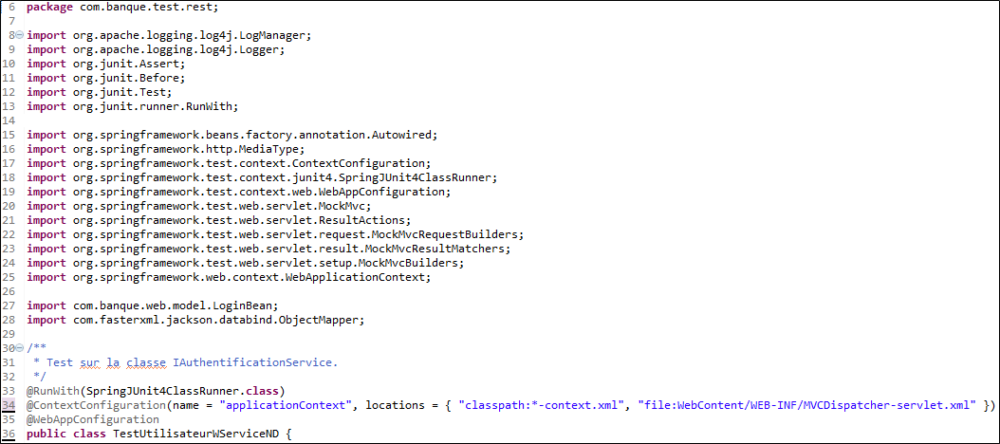 6 package com.banque.test.rest;
7
8 import org.apache.logging.log4j.LogManager;
9 import org.apache.logging.log4j.Logger;
10 import org.junit.Assert;
11 import org.junit.Before;
12 import org.junit.Test;
13 import org.junit.runner.RunWith;
14
15 import org.springframework.beans.factory.annotation.Autowired;
16 import org.springframework.http.MediaType;
17 import org.springframework.test.context.ContextConfiguration;
18 import org.springframework.test.context.junit4.SpringJUnit4ClassRunner;
19 import org.springframework.test.context.web.WebAppConfiguration;
20 import org.springframework.test.web.servlet.MockMvc;
21 import org.springframework.test.web.servlet.ResultActions;
22 import org.springframework.test.web.servlet.request.MockMvcRequestBuilders;
23 import org.springframework.test.web.servlet.result.MockMvcResultMatchers;
24 import org.springframework.test.web.servlet.setup.MockMvcBuilders;
25 import org.springframework.web.context.WebApplicationContext;
26
27 import com.banque.web.model.LoginBean;
28 import com.fasterxml.jackson.databind.ObjectMapper;
29
30 /**
31 * Test sur la classe IAuthentificationService.
32 */
33 @RunWith(SpringJUnit4ClassRunner.class)
34 @ContextConfiguration(name = "applicationContext", locations = { "classpath:*-context.xml", "file:WebContent/WEB-INF/MVCDispatcher-servlet.xml" })
35 @WebAppConfiguration
36 public class TestUtilisateurWServiceND {